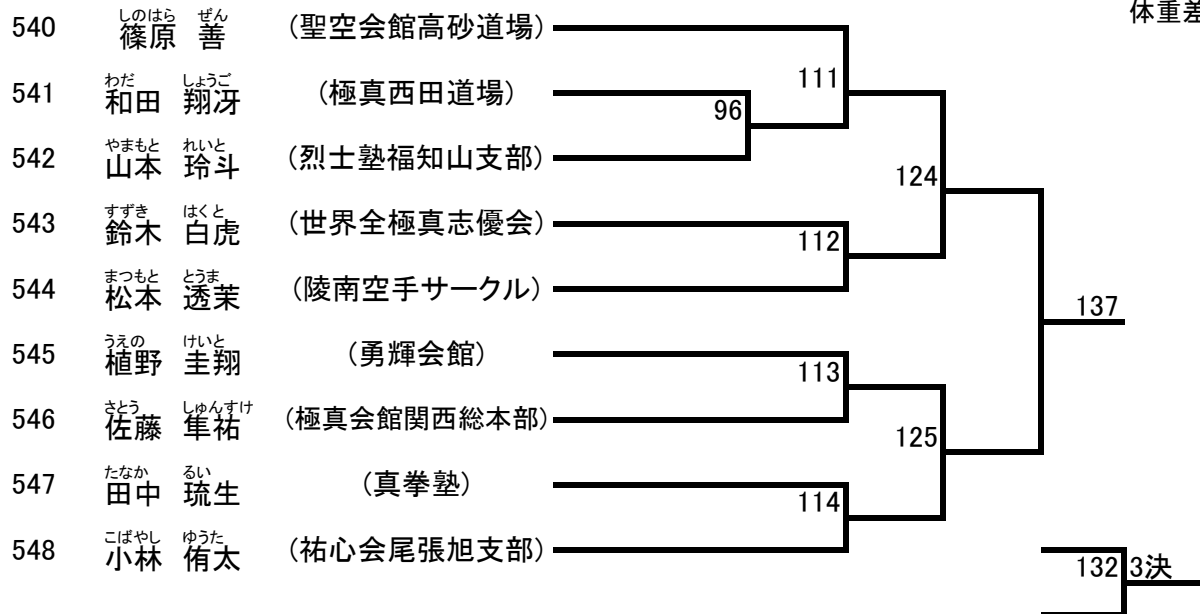 体重差
540 しのはら ぜん 篠原 善 (聖空会館高砂道場)
111
541 わだ しょうご 和田 翔冴 (極真西田道場)
96
542 やまもと れいと 山本 玲斗 (烈士塾福知山支部)
124
543 すずき はくと 鈴木 白虎 (世界全極真志優会)
112
544 まつもと とうま 松本 透茉 (陵南空手サークル)
137
545 うえの けいと 植野 圭翔 (勇輝会館)
113
546 さとう しゅんすけ 佐藤 隼祐 (極真会館関西総本部)
125
547 たなか るい 田中 琉生 (真拳塾)
114
548 こばやし ゆうた 小林 侑太 (祐心会尾張旭支部)
132 3決